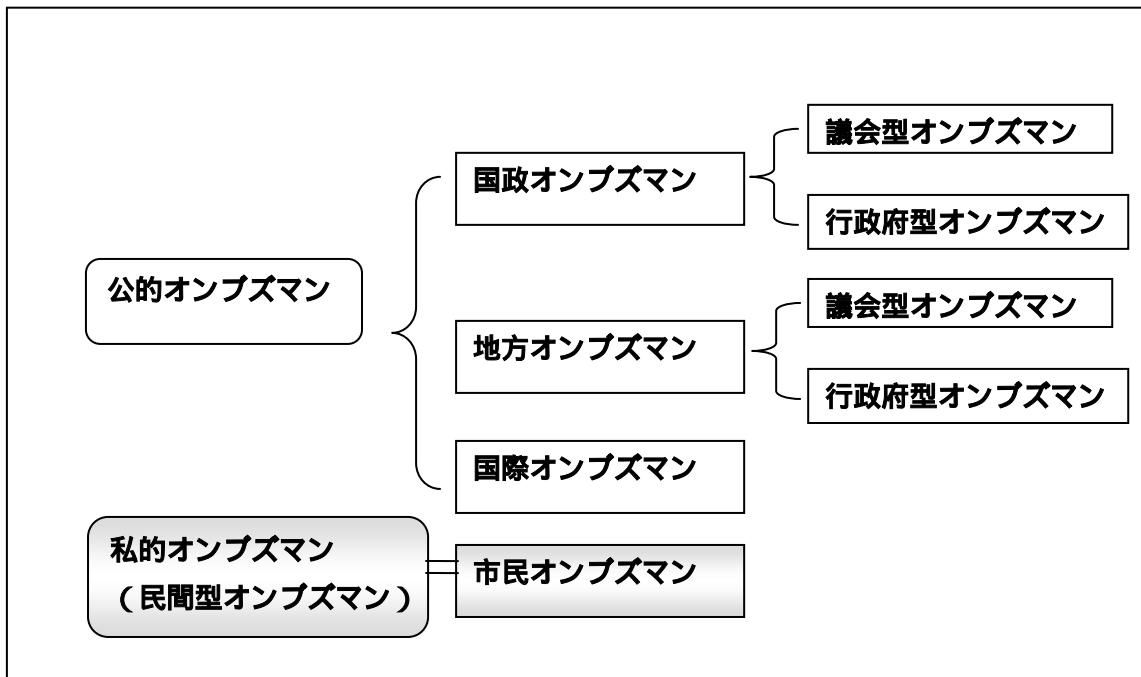 議会型オンブズマン
国政オンブズマン
行政府型オンブズマン
公的オンブズマン
議会型オンブズマン
地方オンブズマン
行政府型オンブズマン
国際オンブズマン
私的オンブズマン
（民間型オンブズマン）
市民オンブズマン